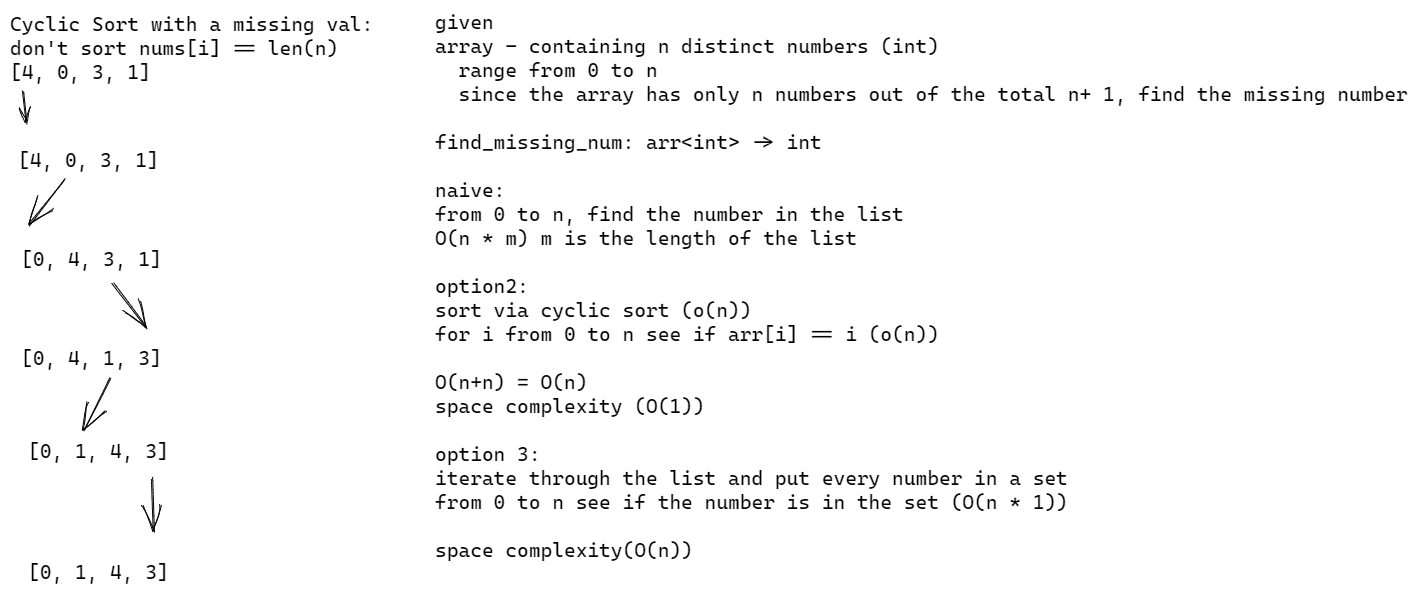 Cyclic Sort with a missing val:
don't sort nums[i] == len(n)
[4, 0, 3, 1]
[4, 0, 3, 1]
[0, 4, 3, 1]
[0, 4, 1, 3]
[0, 1, 4, 3]
[0, 1, 4, 3]
given
array - containing n distinct numbers (int)
range from 0 to n
since the array has only n numbers out of the total n+ 1, find the missing number
find_missing_num: arr<int> -> int
naive:
from 0 to n, find the number in the list
O(n * m) m is the length of the list
option2:
sort via cyclic sort (o(n))
for i from 0 to n see if arr[i] == i (o(n))
O(n+n) = O(n)
space complexity (O(1))
option 3:
iterate through the list and put every number in a set
from 0 to n see if the number is in the set (O(n * 1))
space complexity(O(n))